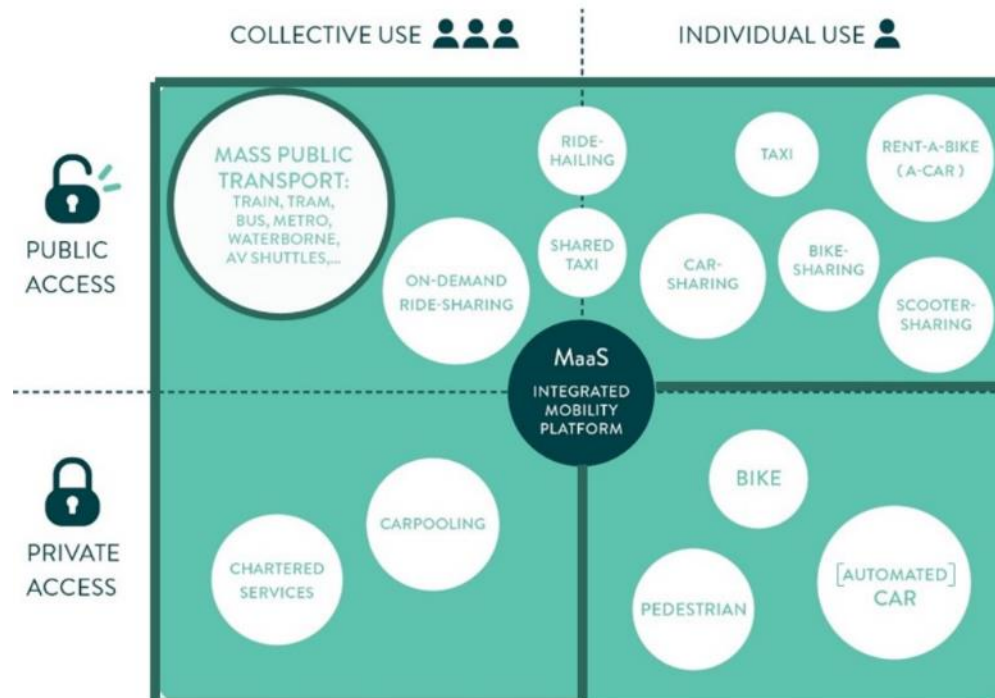 COLLECTIVE USE
INDIVIDUAL USE
PUBLIC
ACCESS
MASS PUBLIC
TRANSPORT:
TRAIN, TRAM,
BUS, METRO,
WATERBORNE,
AV SHUTTLES,...
ON-DEMAND
RIDE-SHARING
RIDE-
HAILING
SHARED
TAXI
TAXI
RENT-A-BIKE
(A-CAR)
CAR-
SHARING
BIKE-
SHARING
SCOOTER-
SHARING
MaaS
INTEGRATED
MOBILITY
PLATFORM
PRIVATE
ACCESS
CHARTERED
SERVICES
CARPOOLING
BIKE
PEDESTRIAN
[AUTOMATED]
CAR